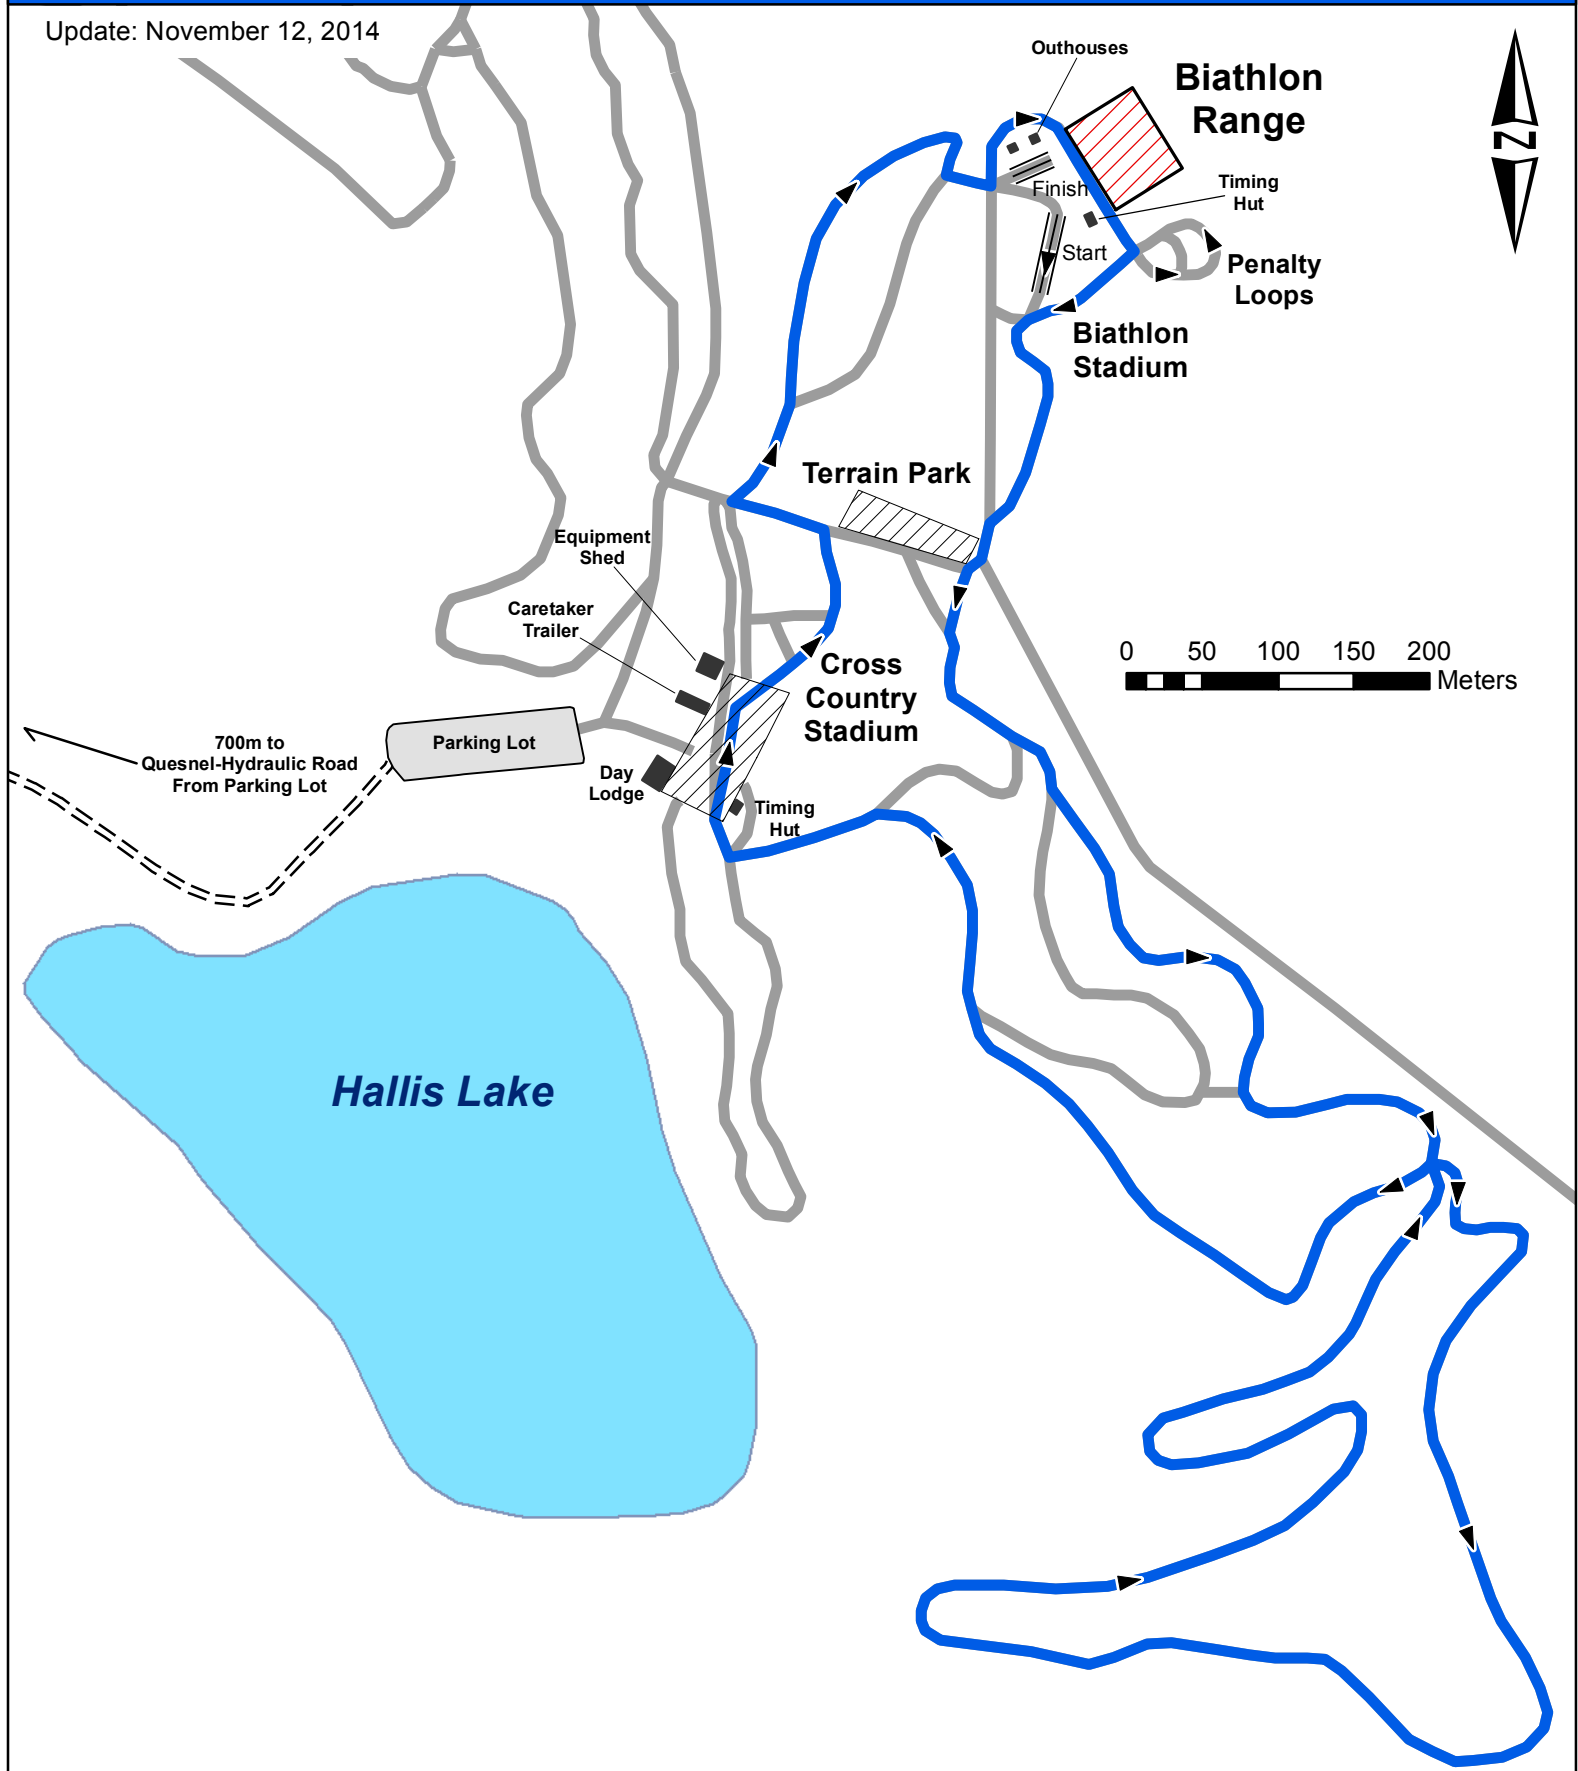 Update: November 12, 2014
Outhouses
Biathlon
Range
N
Timing
Hut
Finish
Start
Penalty
Loops
Biathlon
Stadium
Terrain Park
Equipment
Shed
Caretaker
Trailer
Cross
Country
Stadium
0 50 100 150 200
Meters
700m to
Quesnel-Hydraulic Road
From Parking Lot
Parking Lot
Day
Lodge
Timing
Hut
Hallis Lake